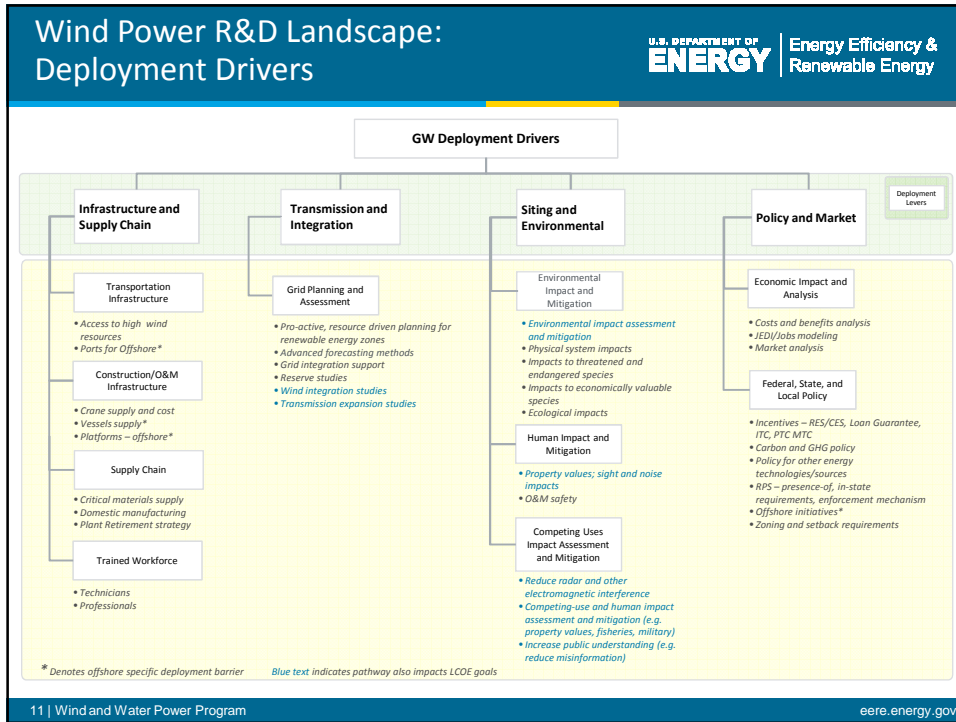 Wind Power R&D Landscape:
Deployment Drivers
U.S. DEPARTMENT OF
ENERGY
Energy Efficiency &
Renewable Energy
GW Deployment Drivers
Deployment
Levers
Infrastructure and
Supply Chain
Transportation
Infrastructure
• Access to high wind
resources
• Ports for Offshore*
Construction/O&M
Infrastructure
• Crane supply and cost
• Vessels supply*
• Platforms – offshore*
Supply Chain
• Critical materials supply
• Domestic manufacturing
• Plant Retirement strategy
Trained Workforce
• Technicians
• Professionals
Transmission and
Integration
Grid Planning and
Assessment
• Pro-active, resource driven planning for
renewable energy zones
• Advanced forecasting methods
• Grid integration support
• Reserve studies
• Wind integration studies
• Transmission expansion studies
Siting and
Environmental
Environmental
Impact and
Mitigation
• Environmental impact assessment
and mitigation
• Physical system impacts
• Impacts to threatened and
endangered species
• Impacts to economically valuable
species
• Ecological impacts
Human Impact and
Mitigation
• Property values; sight and noise
impacts
• O&M safety
Competing Uses
Impact Assessment
and Mitigation
• Reduce radar and other
electromagnetic interference
• Competing-use and human impact
assessment and mitigation (e.g.
property values, fisheries, military)
• Increase public understanding (e.g.
reduce misinformation)
Policy and Market
Economic Impact and
Analysis
• Costs and benefits analysis
• JEDI/Jobs modeling
• Market analysis
Federal, State, and
Local Policy
• Incentives – RES/CES, Loan Guarantee,
ITC, PTC MTC
• Carbon and GHG policy
• Policy for other energy
technologies/sources
• RPS – presence-of, in-state
requirements, enforcement mechanism
• Offshore initiatives*
• Zoning and setback requirements
* Denotes offshore specific deployment barrier
Blue text indicates pathway also impacts LCOE goals
11 | Wind and Water Power Program
eere.energy.gov